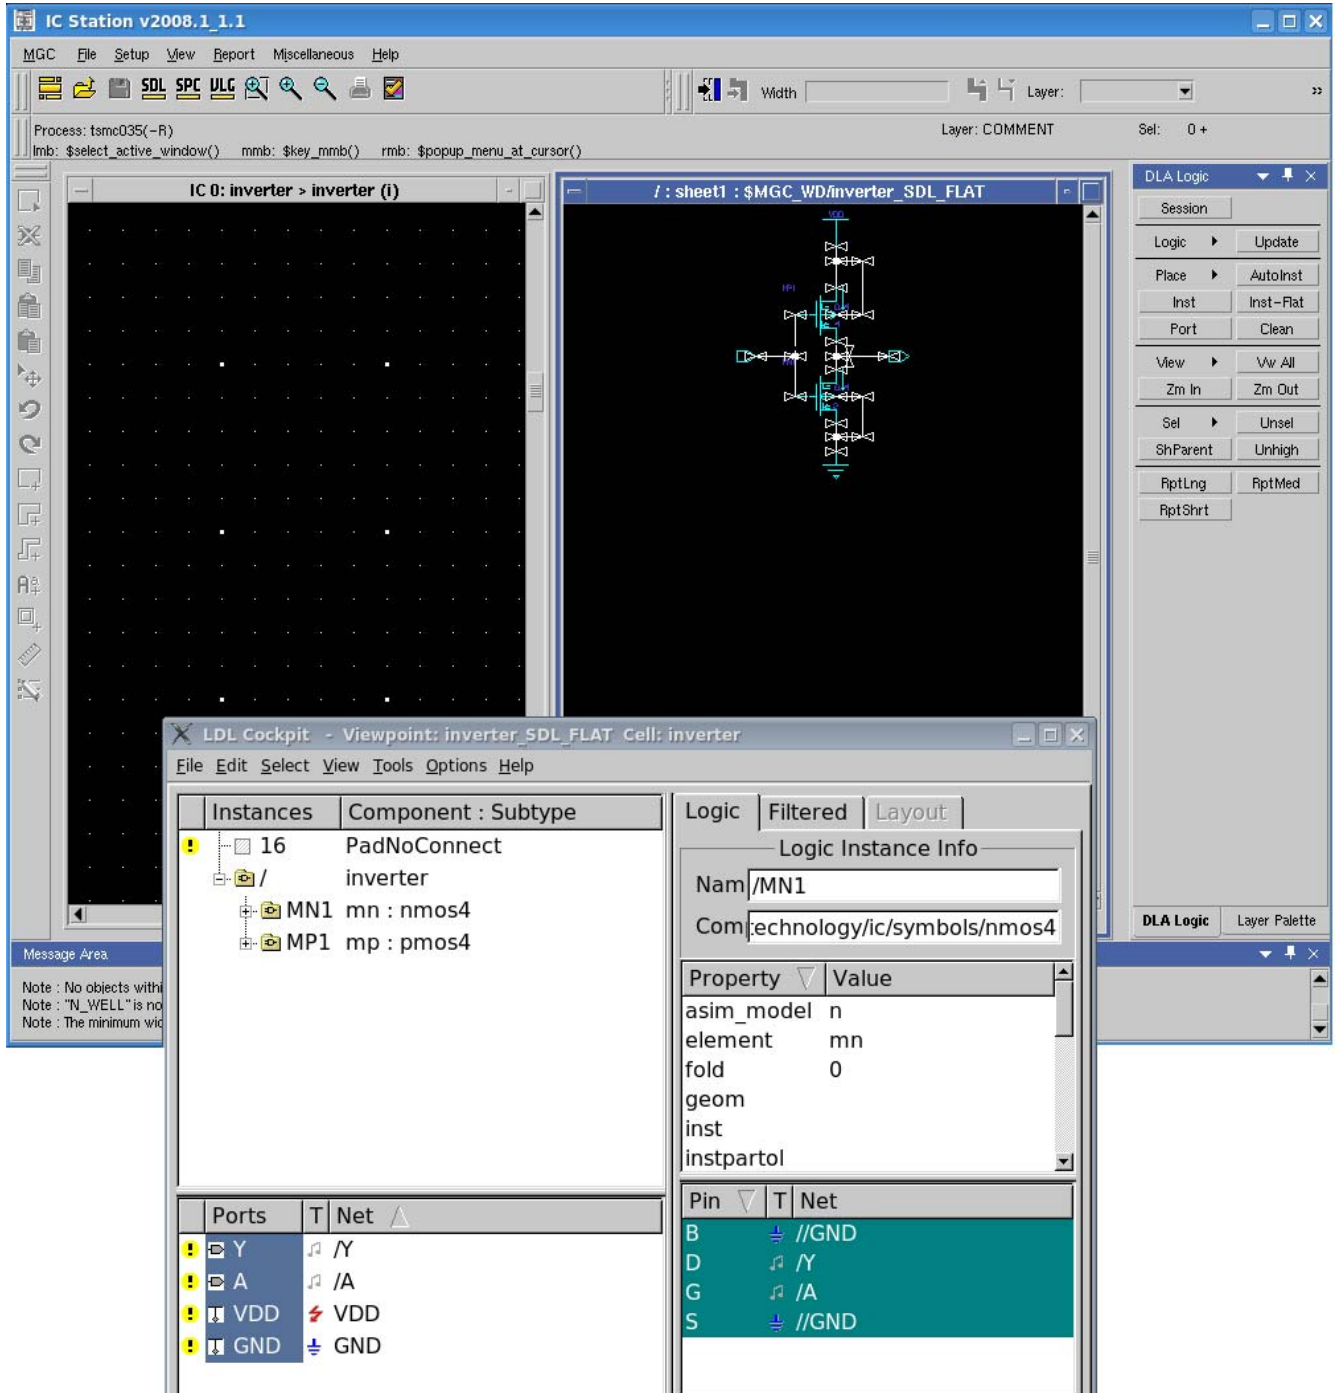 IC Station v2008.1_1.1
MGC File Setup View Report Miscellaneous Help
SDL SPC VLG Width Layer: »
Process: tsmc035(-R) Layer: COMMENT Sel: 0 +
lmb: $select_active_window() mmb: $key_mmb() rmb: $popup_menu_at_cursor()
IC 0: inverter > inverter (i)
/ : sheet1 : $MGC_WD/inverter_SDL_FLAT
VDD
MP1
DLA Logic
Session
Logic Update
Place AutoInst
Inst Inst-Flat
Port Clean
View Vw All
Zm In Zm Out
Sel Unsel
ShParent Unhigh
RptLng RptMed
RptShrt
DLA Logic Layer Palette
Message Area
Note : No objects withi
Note : "N_WELL" is no
Note : The minimum wid
LDL Cockpit - Viewpoint: inverter_SDL_FLAT Cell: inverter
File Edit Select View Tools Options Help
Instances Component : Subtype
16 PadNoConnect
/ inverter
MN1 mn : nmos4
MP1 mp : pmos4
Ports T Net
Y /Y
A /A
VDD VDD
GND GND
Logic Filtered Layout
Logic Instance Info
Nam /MN1
Com :echnology/ic/symbols/nmos4
Property Value
asim_model n
element mn
fold 0
geom
inst
instpartol
Pin T Net
B //GND
D /Y
G /A
S //GND